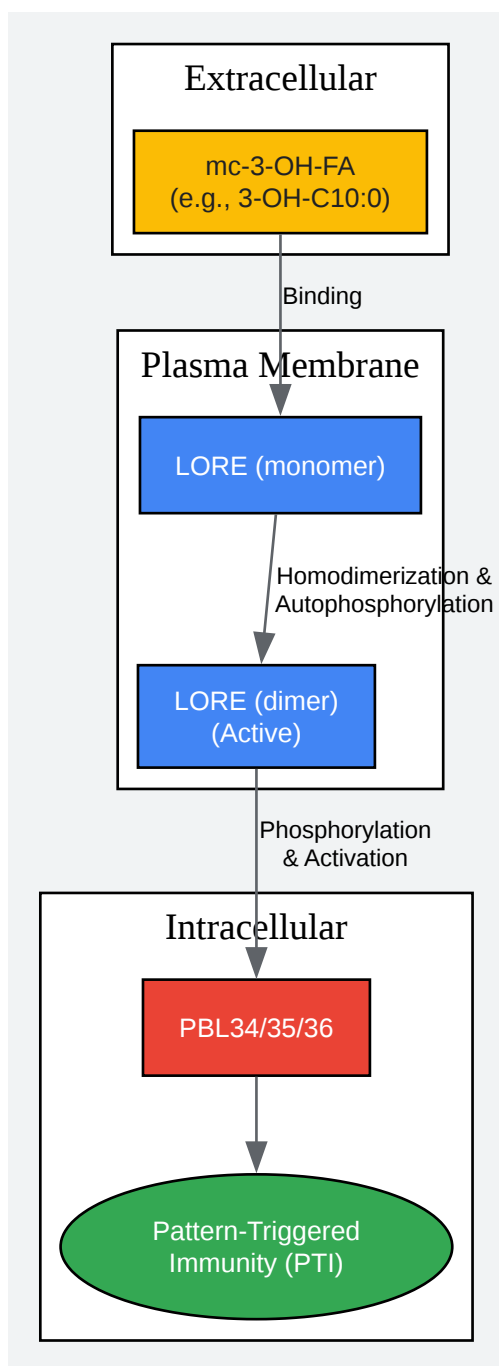 Extracellular
mc-3-OH-FA
(e.g., 3-OH-C10:0)
Binding
Plasma Membrane
LORE (monomer)
Homodimerization &
Autophosphorylation
LORE (dimer)
(Active)
Phosphorylation
& Activation
Intracellular
PBL34/35/36
Pattern-Triggered
Immunity (PTI)